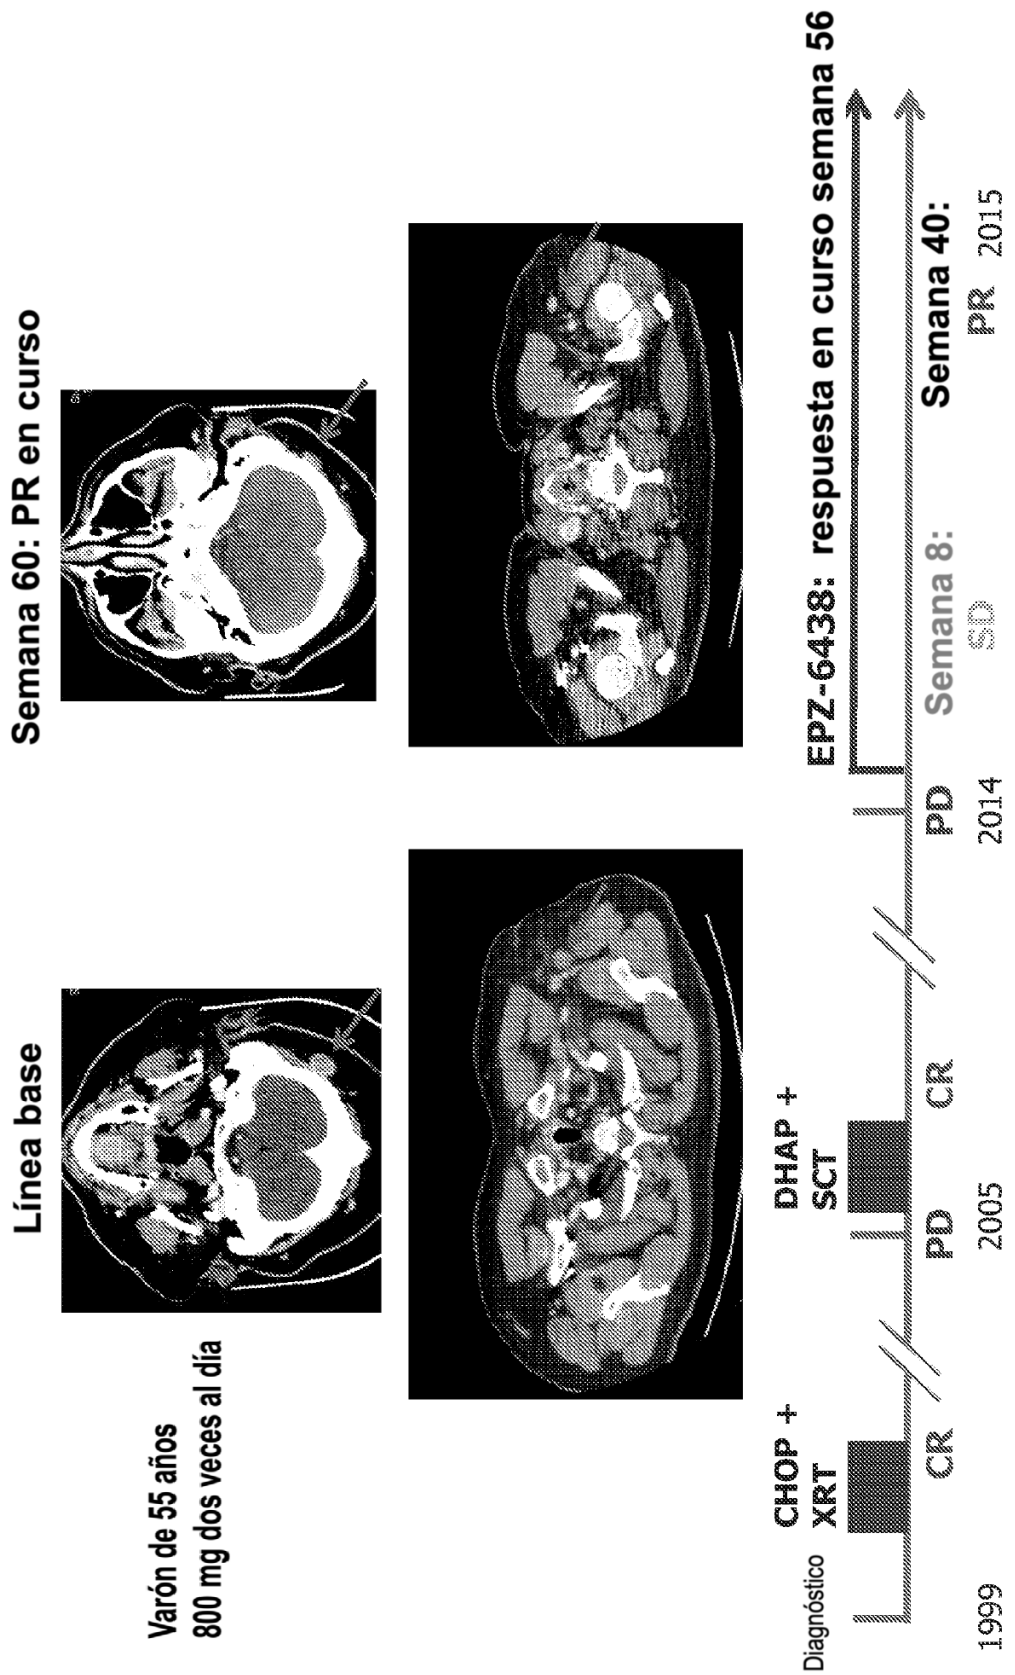 Línea base
Semana 60: PR en curso
Varón de 55 años
800 mg dos veces al día
EPZ-6438: respuesta en curso semana 56
Diagnóstico
CHOP +
XRT
DHAP +
SCT
CR
PD
CR
PD
Semana 8:
SD
Semana 40:
PR
1999
2005
2014
2015